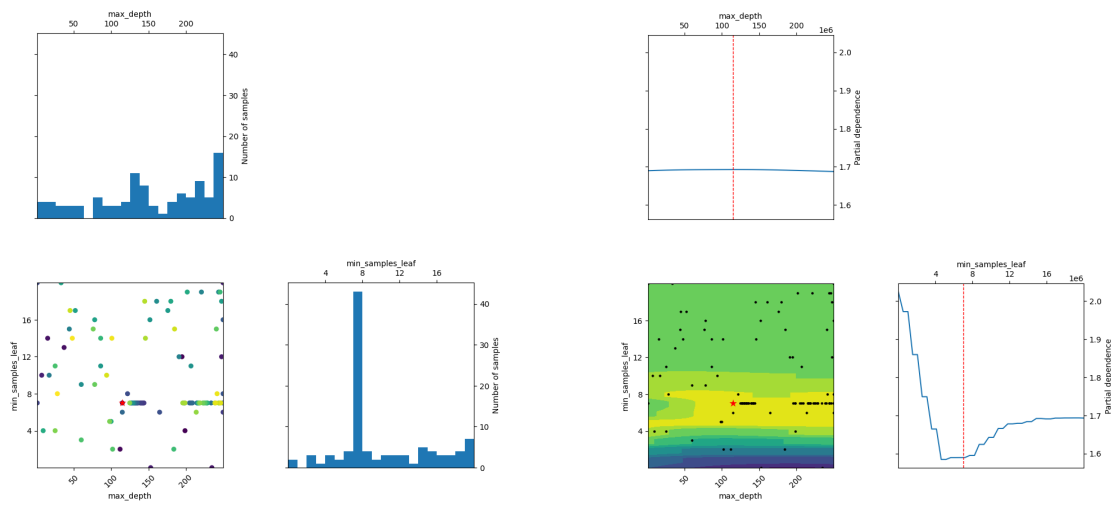 max_depth
50 100 150 200
40
30
20
10
0
Number of samples
max_depth
50 100 150 200
1e6
2.0
1.9
1.8
1.7
1.6
Partial dependence
min_samples_leaf
16
12
8
4
50
100
150
200
max_depth
min_samples_leaf
4 8 12 16
40
30
20
10
0
Number of samples
min_samples_leaf
16
12
8
4
50
100
150
200
max_depth
min_samples_leaf
4 8 12 16
1e6
2.0
1.9
1.8
1.7
1.6
Partial dependence